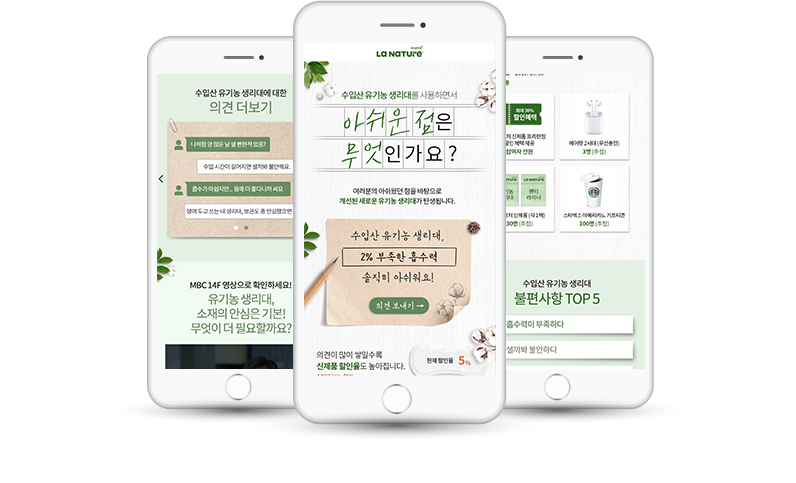 수입산 유기농 생리대에 대한
의견 더보기
나처럼 양 많은 날 샐 뻔한적 있음?
수업 시간이 길어지면 샐까봐 불안해요.
흡수가 아쉽지만... 몸에 더 좋다니까 써요
쟁여 두고 쓰는 내 생리대, 보관도 좀 안심됐으면
MBC 14F 영상으로 확인하세요!
유기농 생리대,
소재의 안심은 기본!
무엇이 더 필요할까요?
LA NATURE
수입산 유기농 생리대를 사용하면서
아쉬운 점은
무엇인가요?
여러분의 아쉬웠던 점을 바탕으로
개선된 새로운 유기농 생리대가 탄생됩니다.
수입산 유기농 생리대,
2% 부족한 흡수력
솔직히 아쉬워요!
의견 보내기
의견이 많이 쌓일수록
신제품 할인율도 높아집니다.
현재 할인율 5%
최대 30%
할인혜택
신제품 프리런칭
할인 혜택 제공
참여자 전원
에어팟 2세대 (무선충전)
3명 (추첨)
LA NATURE LA NATURE
팬티
라이너
신제품 (각 1팩)
30명 (추첨)
스타벅스 아메리카노 기프티콘
100명 (추첨)
수입산 유기농 생리대
불편사항 TOP 5
흡수력이 부족하다
샐까봐 불안하다